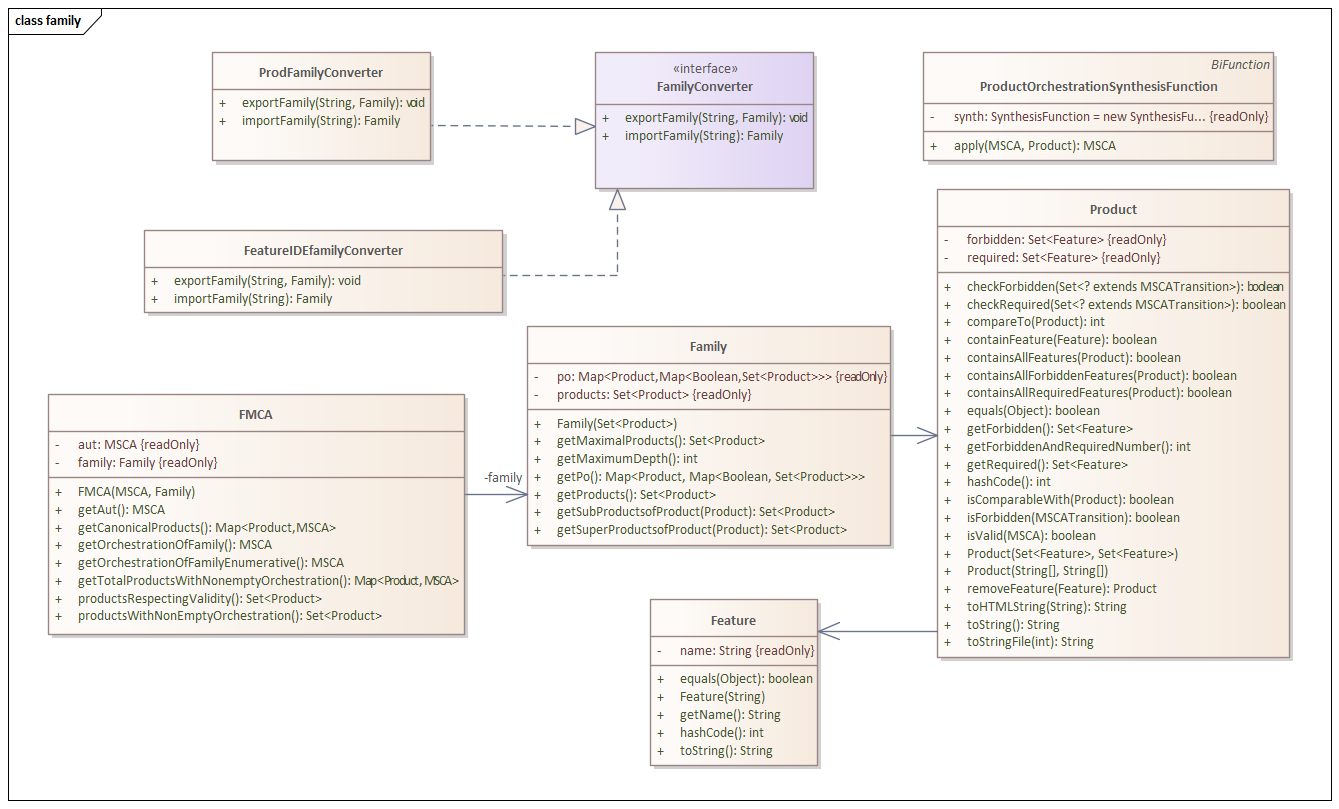 class family
ProdFamilyConverter
+ exportFamily(String, Family): void
+ importFamily(String): Family
«interface»
FamilyConverter
+ exportFamily(String, Family): void
+ importFamily(String): Family
BiFunction
ProductOrchestrationSynthesisFunction
- synth: SynthesisFunction = new SynthesisFu... {readOnly}
+ apply(MSCA, Product): MSCA
FeatureIDEfamilyConverter
+ exportFamily(String, Family): void
+ importFamily(String): Family
Product
- forbidden: Set<Feature> {readOnly}
- required: Set<Feature> {readOnly}
+ checkForbidden(Set<? extends MSCATransition>): boolean
+ checkRequired(Set<? extends MSCATransition>): boolean
+ compareTo(Product): int
+ containFeature(Feature): boolean
+ containsAllFeatures(Product): boolean
+ containsAllForbiddenFeatures(Product): boolean
+ containsAllRequiredFeatures(Product): boolean
+ equals(Object): boolean
+ getForbidden(): Set<Feature>
+ getForbiddenAndRequiredNumber(): int
+ getRequired(): Set<Feature>
+ hashCode(): int
+ isComparableWith(Product): boolean
+ isForbidden(MSCATransition): boolean
+ isValid(MSCA): boolean
+ Product(Set<Feature>, Set<Feature>)
+ Product(String[], String[])
+ removeFeature(Feature): Product
+ toHTMLString(String): String
+ toString(): String
+ toStringFile(int): String
Family
- po: Map<Product,Map<Boolean,Set<Product>>> {readOnly}
- products: Set<Product> {readOnly}
+ Family(Set<Product>)
+ getMaximalProducts(): Set<Product>
+ getMaximumDepth(): int
+ getPo(): Map<Product, Map<Boolean, Set<Product>>>
+ getProducts(): Set<Product>
+ getSubProductsofProduct(Product): Set<Product>
+ getSuperProductsofProduct(Product): Set<Product>
FMCA
- aut: MSCA {readOnly}
- family: Family {readOnly}
+ FMCA(MSCA, Family)
+ getAut(): MSCA
+ getCanonicalProducts(): Map<Product,MSCA>
+ getOrchestrationOfFamily(): MSCA
+ getOrchestrationOfFamilyEnumerative(): MSCA
+ getTotalProductsWithNonemptyOrchestration(): Map<Product, MSCA>
+ productsRespectingValidity(): Set<Product>
+ productsWithNonEmptyOrchestration(): Set<Product>
-family
Feature
- name: String {readOnly}
+ equals(Object): boolean
+ Feature(String)
+ getName(): String
+ hashCode(): int
+ toString(): String